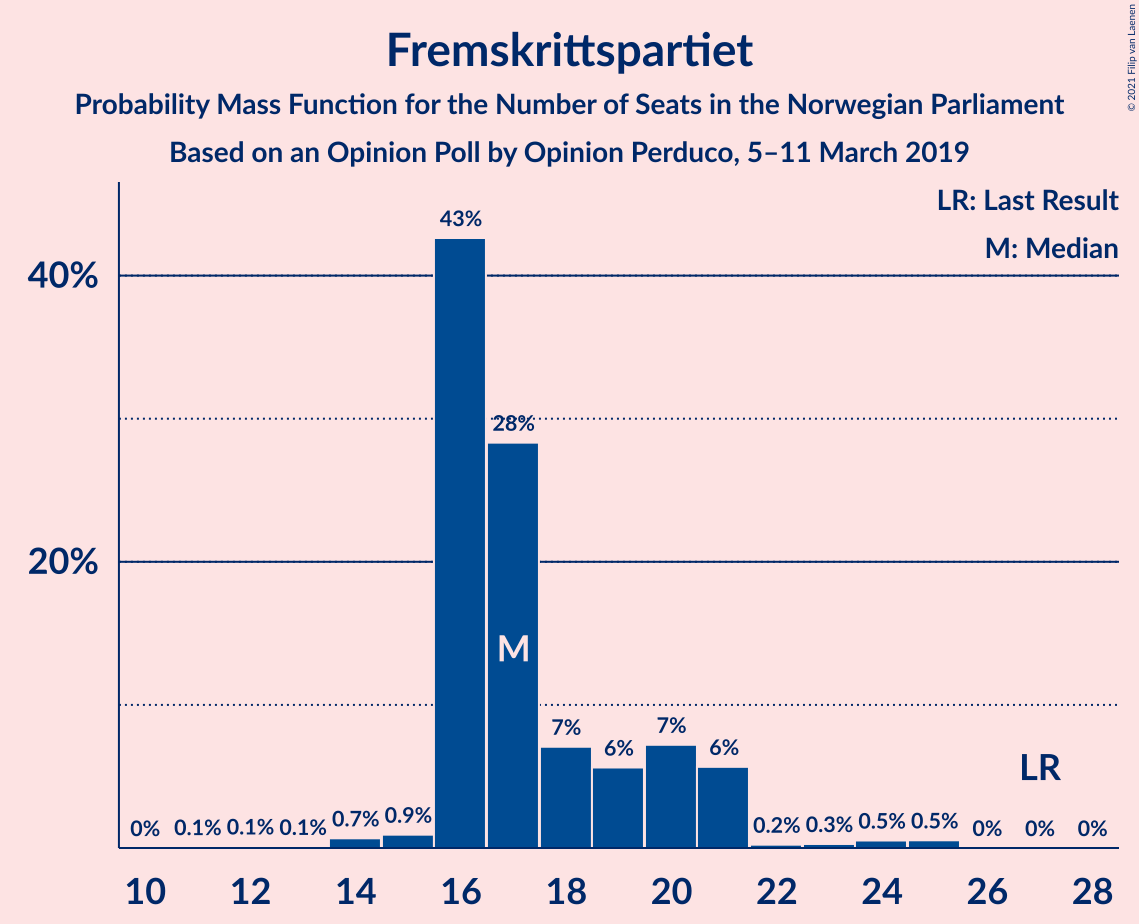 Fremskrittspartiet
Probability Mass Function for the Number of Seats in the Norwegian Parliament
Based on an Opinion Poll by Opinion Perduco, 5–11 March 2019
© 2021 Filip van Laenen
LR: Last Result
M: Median
43%
40%
28%
20%
M
7% 6% 7% 6%
LR
0% 0.1% 0.1% 0.1% 0.7% 0.9% 0.2% 0.3% 0.5% 0.5% 0% 0% 0%
10 12 14 16 18 20 22 24 26 28